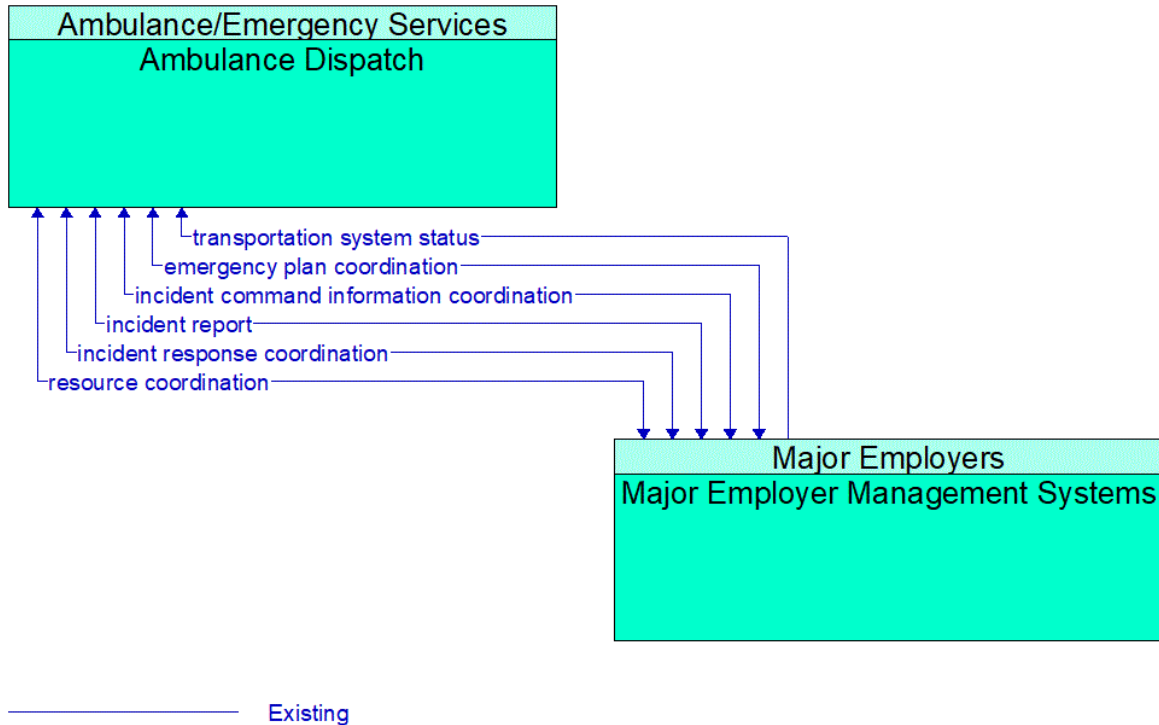 Ambulance/Emergency Services
Ambulance Dispatch
transportation system status
emergency plan coordination
incident command information coordination
incident report
incident response coordination
resource coordination
Major Employers
Major Employer Management Systems
Existing